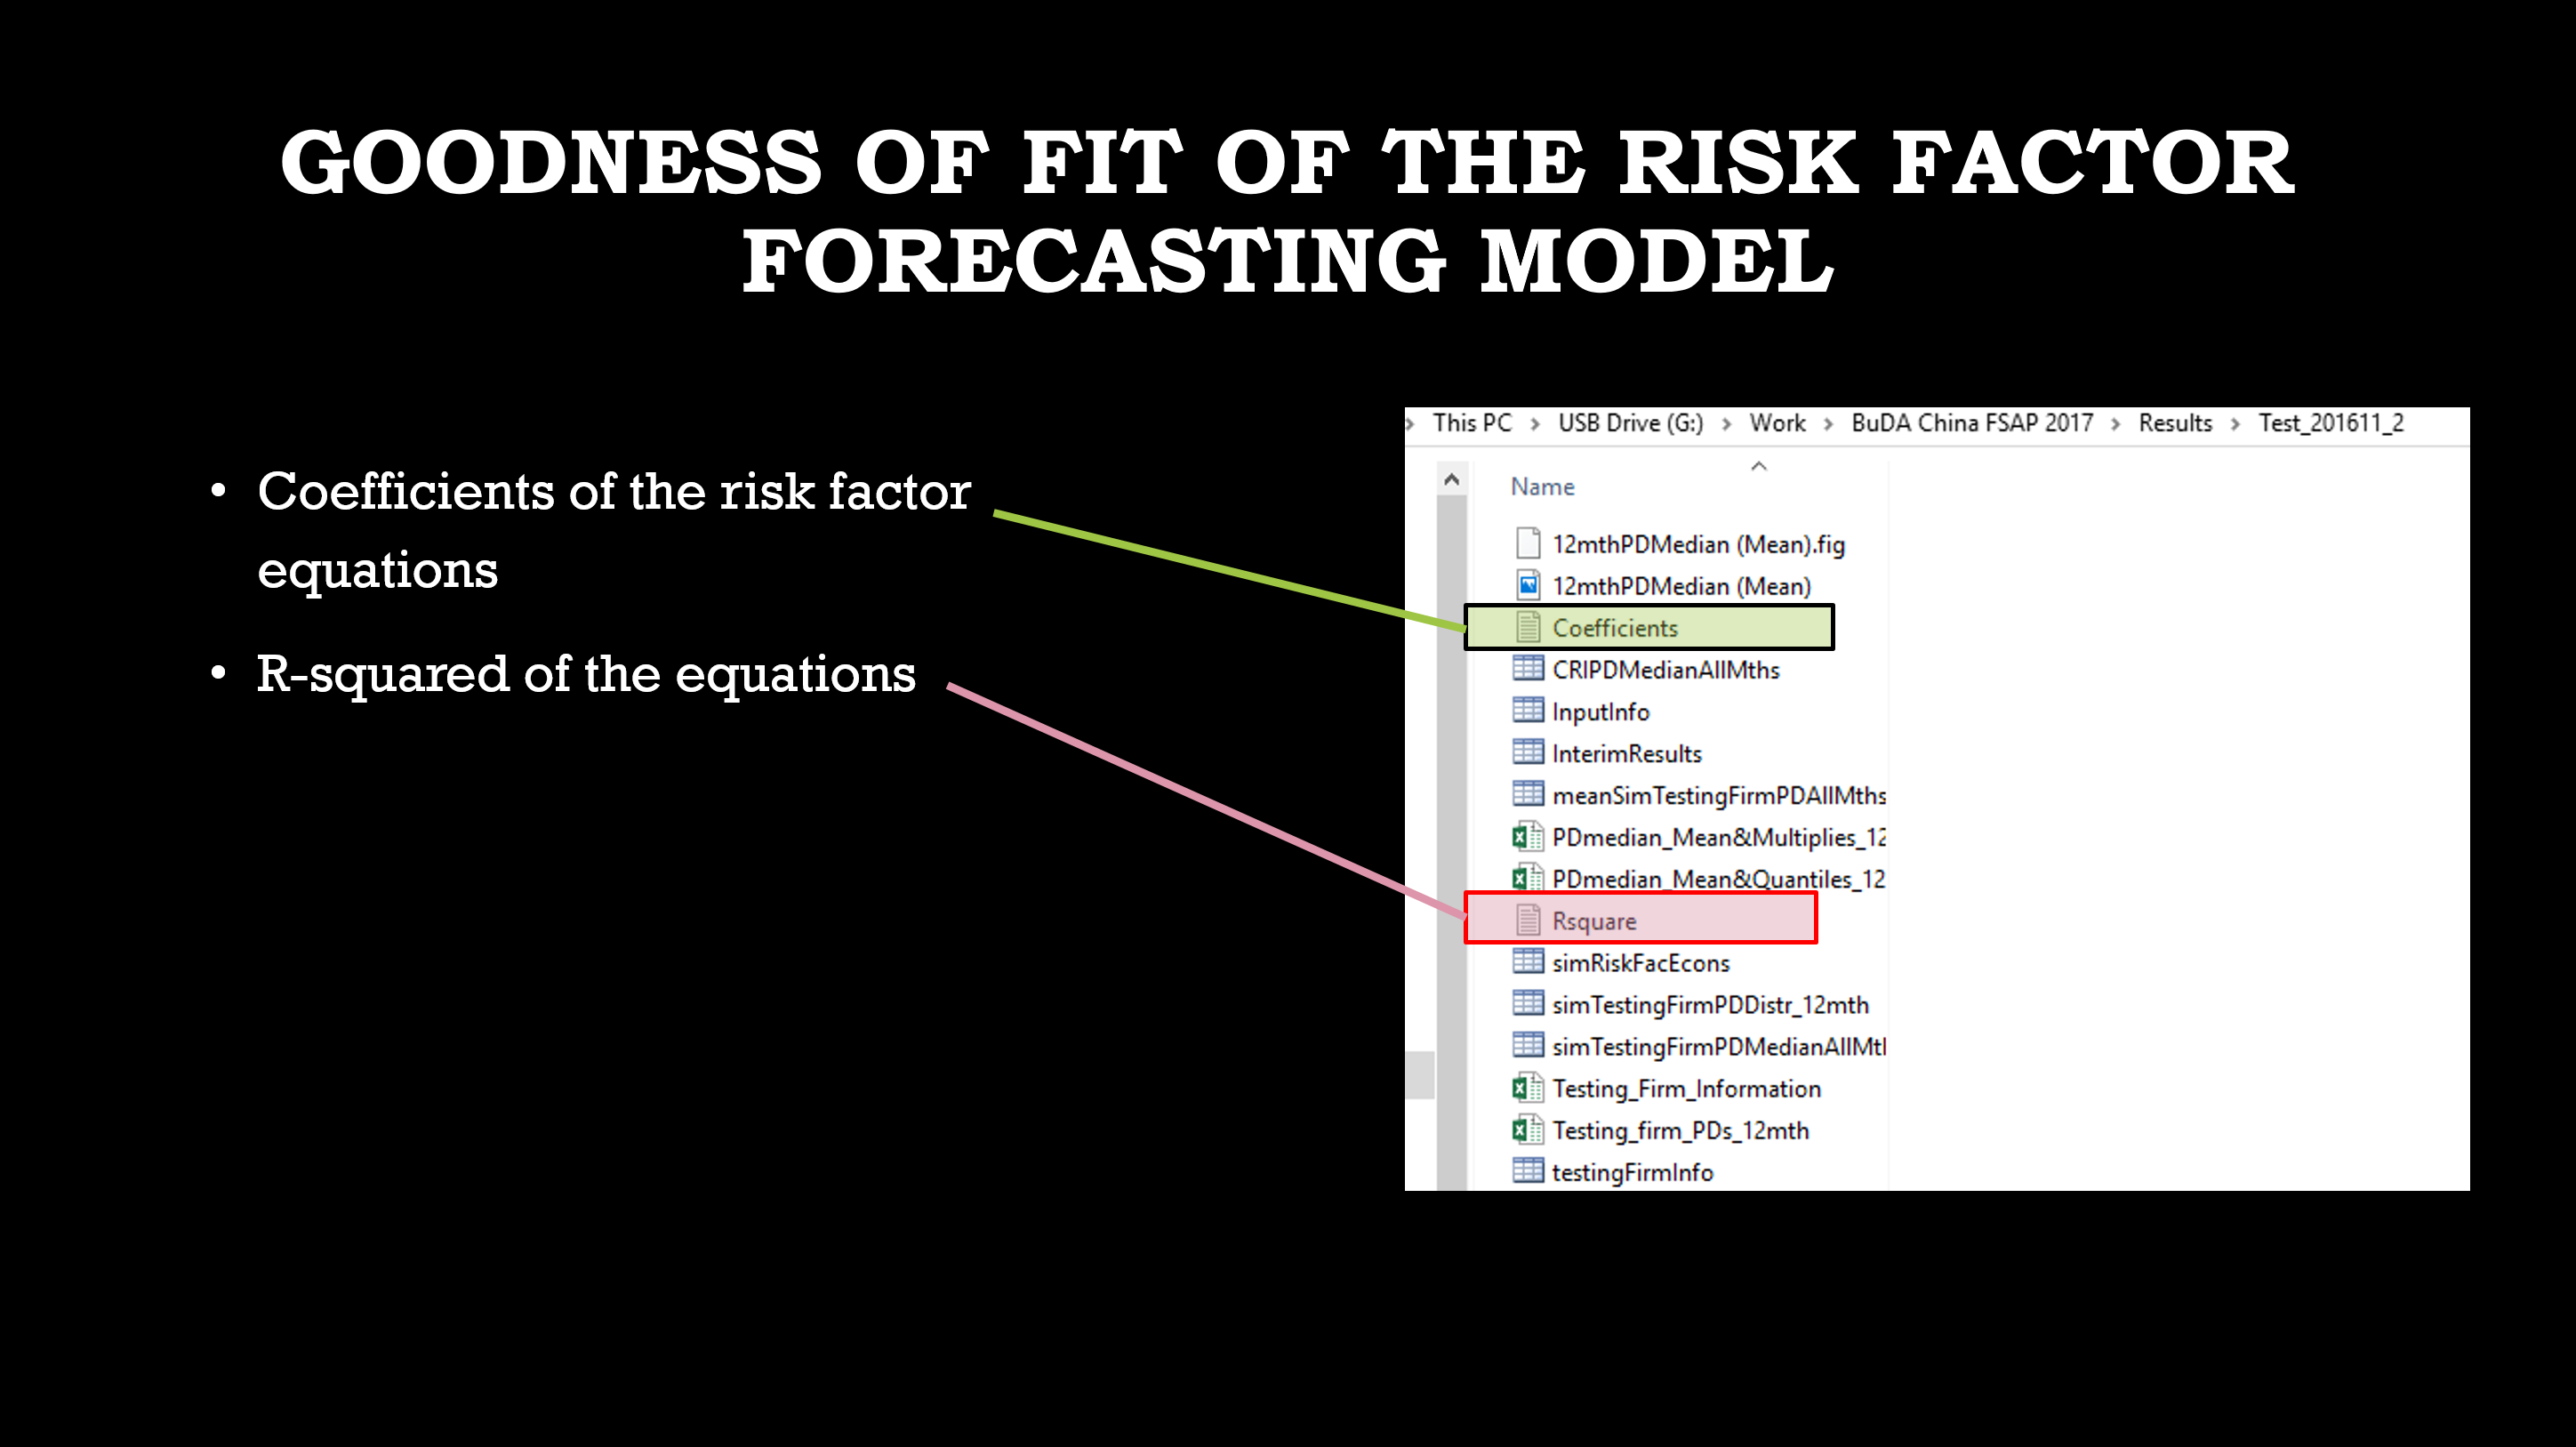 GOODNESS OF FIT OF THE RISK FACTOR
FORECASTING MODEL
• Coefficients of the risk factor
equations
• R-squared of the equations
This PC > USB Drive (G:) > Work > BuDA China FSAP 2017 > Results > Test_201611_2
Name
12mthPDMedian (Mean).fig
12mthPDMedian (Mean)
Coefficients
CRIPDMedianAllMths
InputInfo
InterimResults
meanSimTestingFirmPDAllMths
PDmedian_Mean&Multiplies_12
PDmedian_Mean&Quantiles_12
Rsquare
simRiskFacEcons
simTestingFirmPDDistr_12mth
simTestingFirmPDMedianAllMt
Testing_Firm_Information
Testing_firm_PDs_12mth
testingFirmInfo